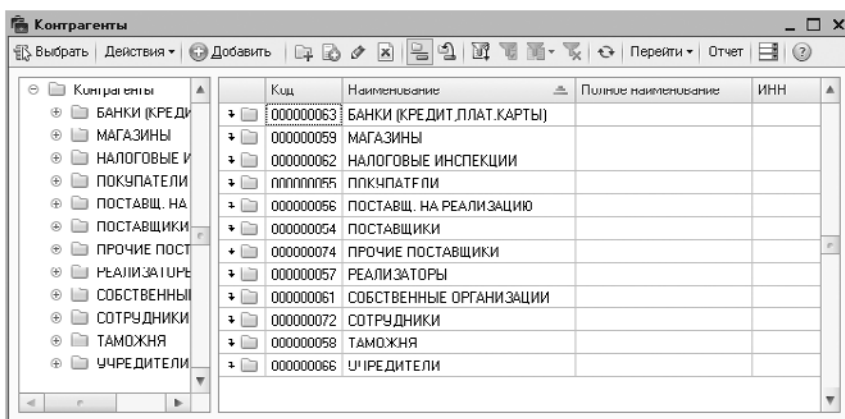 Контрагенты
Выбрать Действия Добавить Перейти Отчет
Контрагенты
БАНКИ (КРЕДИ
МАГАЗИНЫ
НАЛОГОВЫЕ И
ПОКУПАТЕЛИ
ПОСТАВЩ. НА
ПОСТАВЩИКИ
ПРОЧИЕ ПОСТ
РЕАЛИЗАТОРЫ
СОБСТВЕННЫ
СОТРУДНИКИ
ТАМОЖНЯ
УЧРЕДИТЕЛИ
Код Наименование Полное наименование ИНН
000000063 БАНКИ (КРЕДИТ,ПЛАТ.КАРТЫ)
000000059 МАГАЗИНЫ
000000062 НАЛОГОВЫЕ ИНСПЕКЦИИ
000000055 ПОКУПАТЕЛИ
000000056 ПОСТАВЩ. НА РЕАЛИЗАЦИЮ
000000054 ПОСТАВЩИКИ
000000074 ПРОЧИЕ ПОСТАВЩИКИ
000000057 РЕАЛИЗАТОРЫ
000000061 СОБСТВЕННЫЕ ОРГАНИЗАЦИИ
000000072 СОТРУДНИКИ
000000058 ТАМОЖНЯ
000000066 УЧРЕДИТЕЛИ